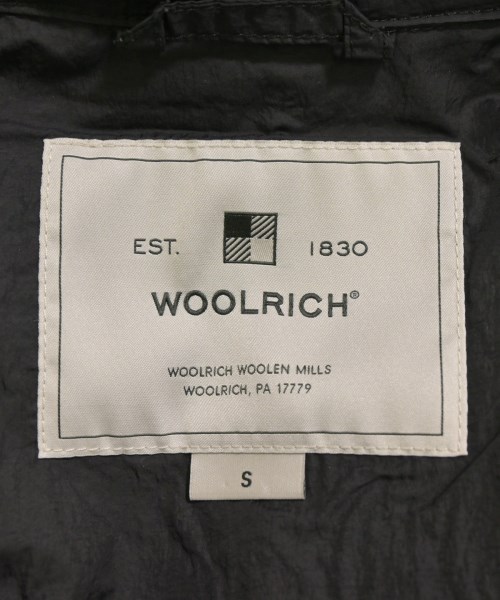 EST. 1830
WOOLRICH®
WOOLRICH WOOLEN MILLS
WOOLRICH, PA 17779
S